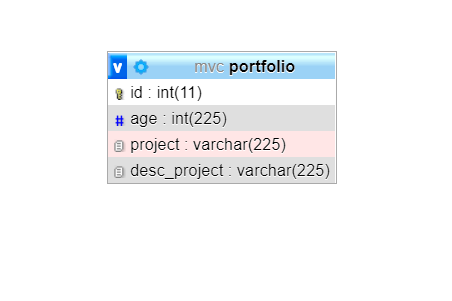 v mvc portfolio
id : int(11)
# age : int(225)
project : varchar(225)
desc_project : varchar(225)